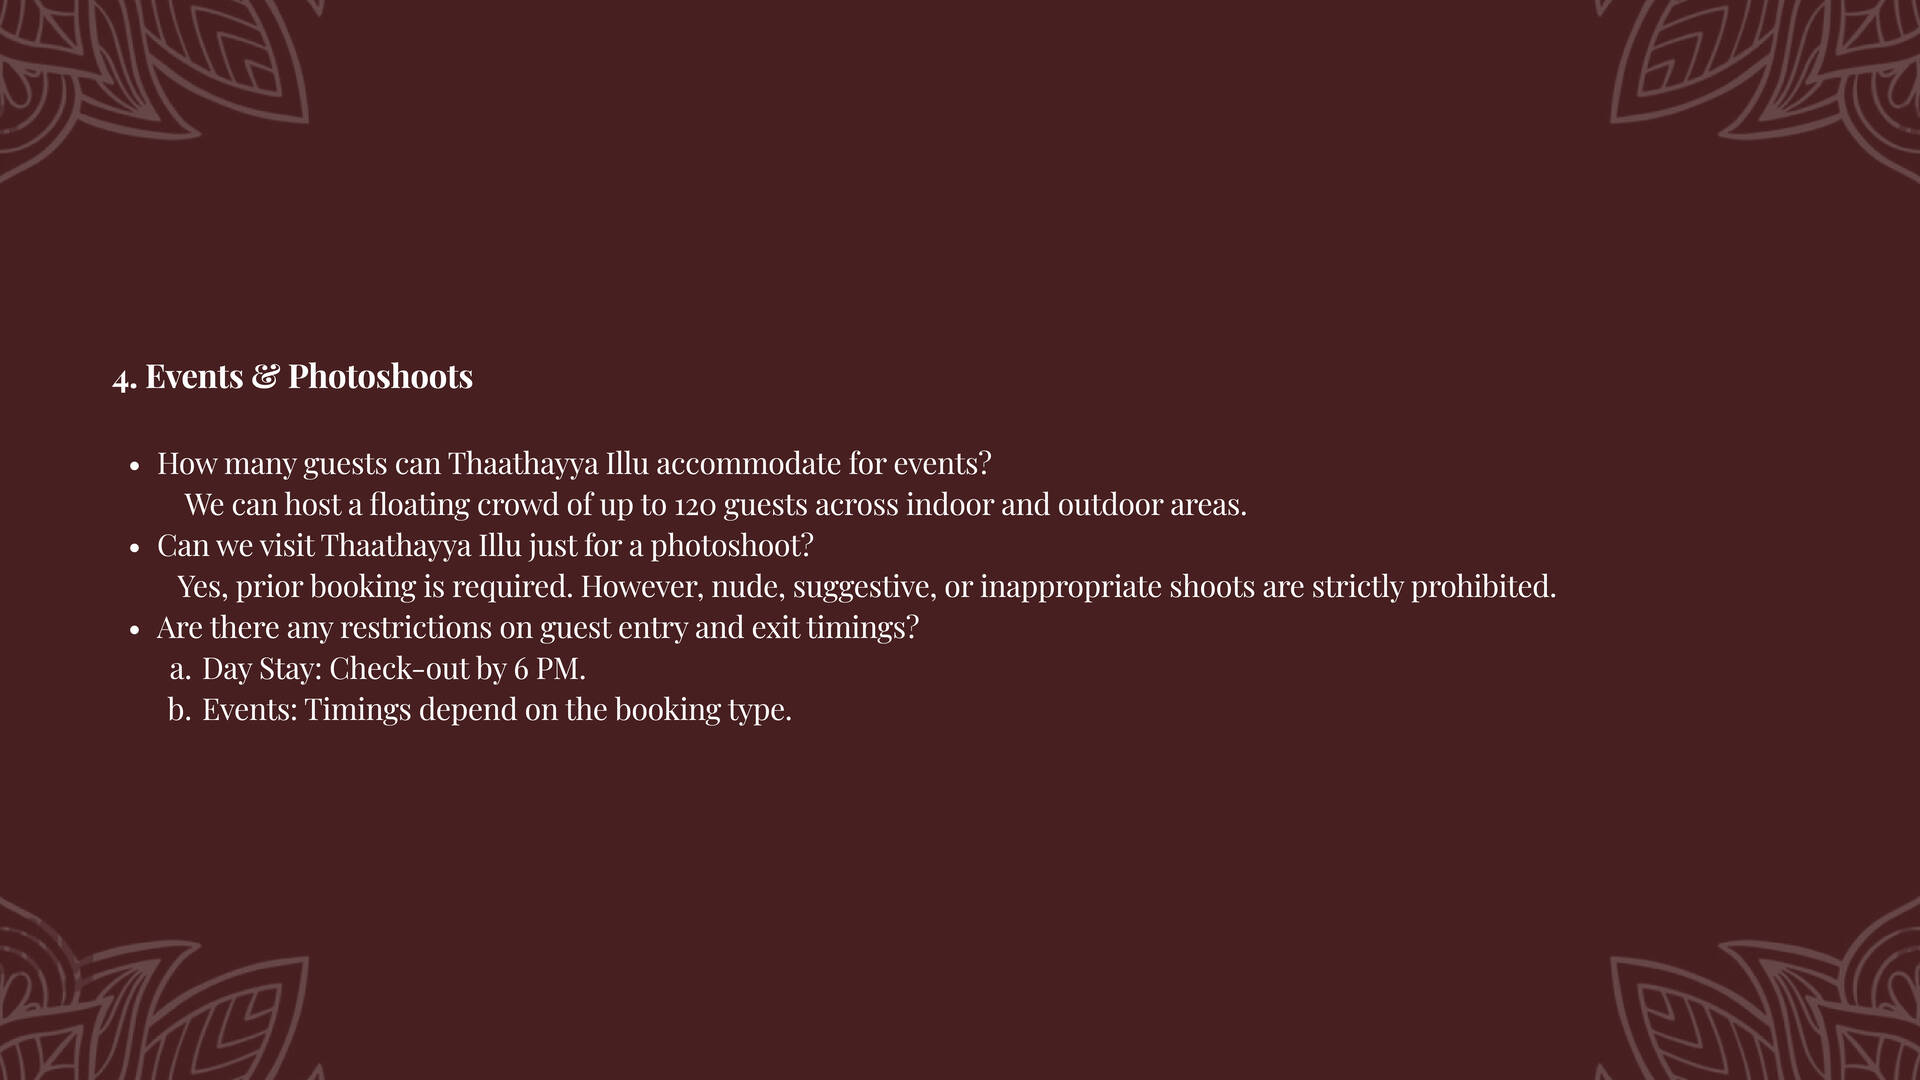 4. Events & Photoshoots
• How many guests can Thaathayya Illu accommodate for events?
We can host a floating crowd of up to 120 guests across indoor and outdoor areas.
• Can we visit Thaathayya Illu just for a photoshoot?
Yes, prior booking is required. However, nude, suggestive, or inappropriate shoots are strictly prohibited.
• Are there any restrictions on guest entry and exit timings?
a. Day Stay: Check-out by 6 PM.
b. Events: Timings depend on the booking type.